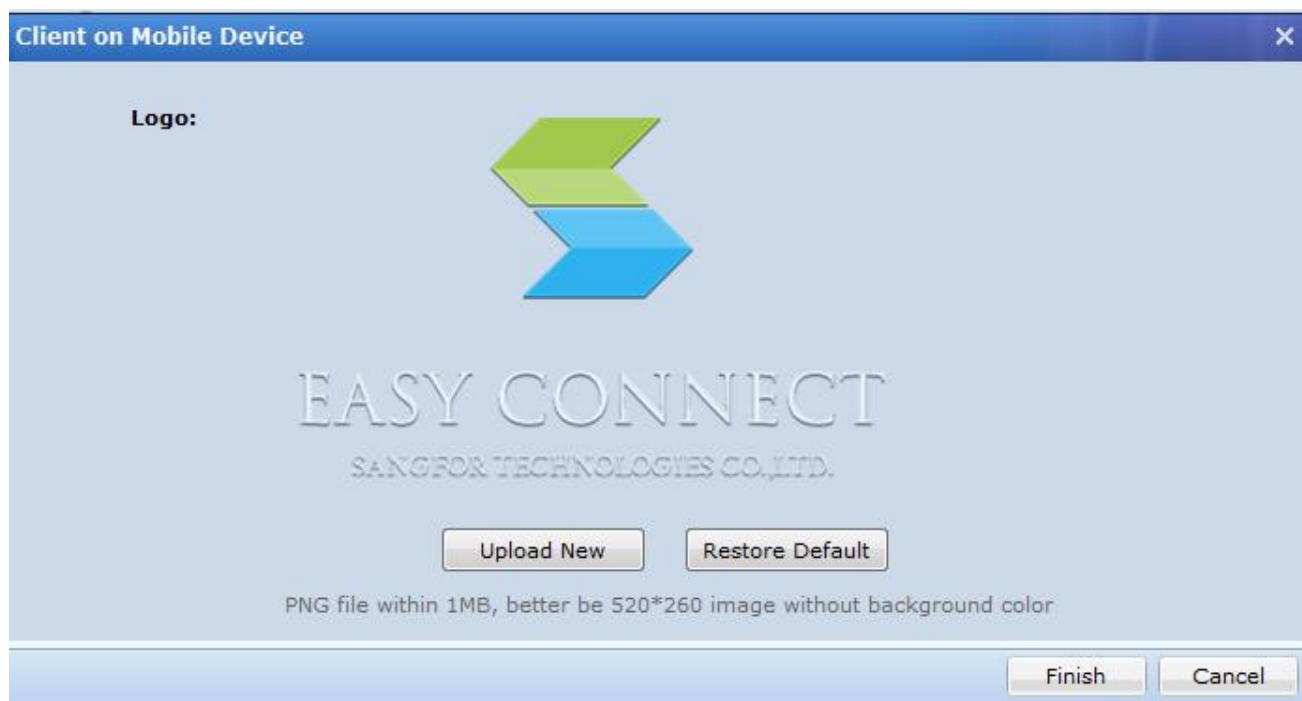 Client on Mobile Device
Logo:
EASY CONNECT
SANGFOR TECHNOLOGIES CO.,LTD.
Upload New Restore Default
PNG file within 1MB, better be 520*260 image without background color
Finish Cancel